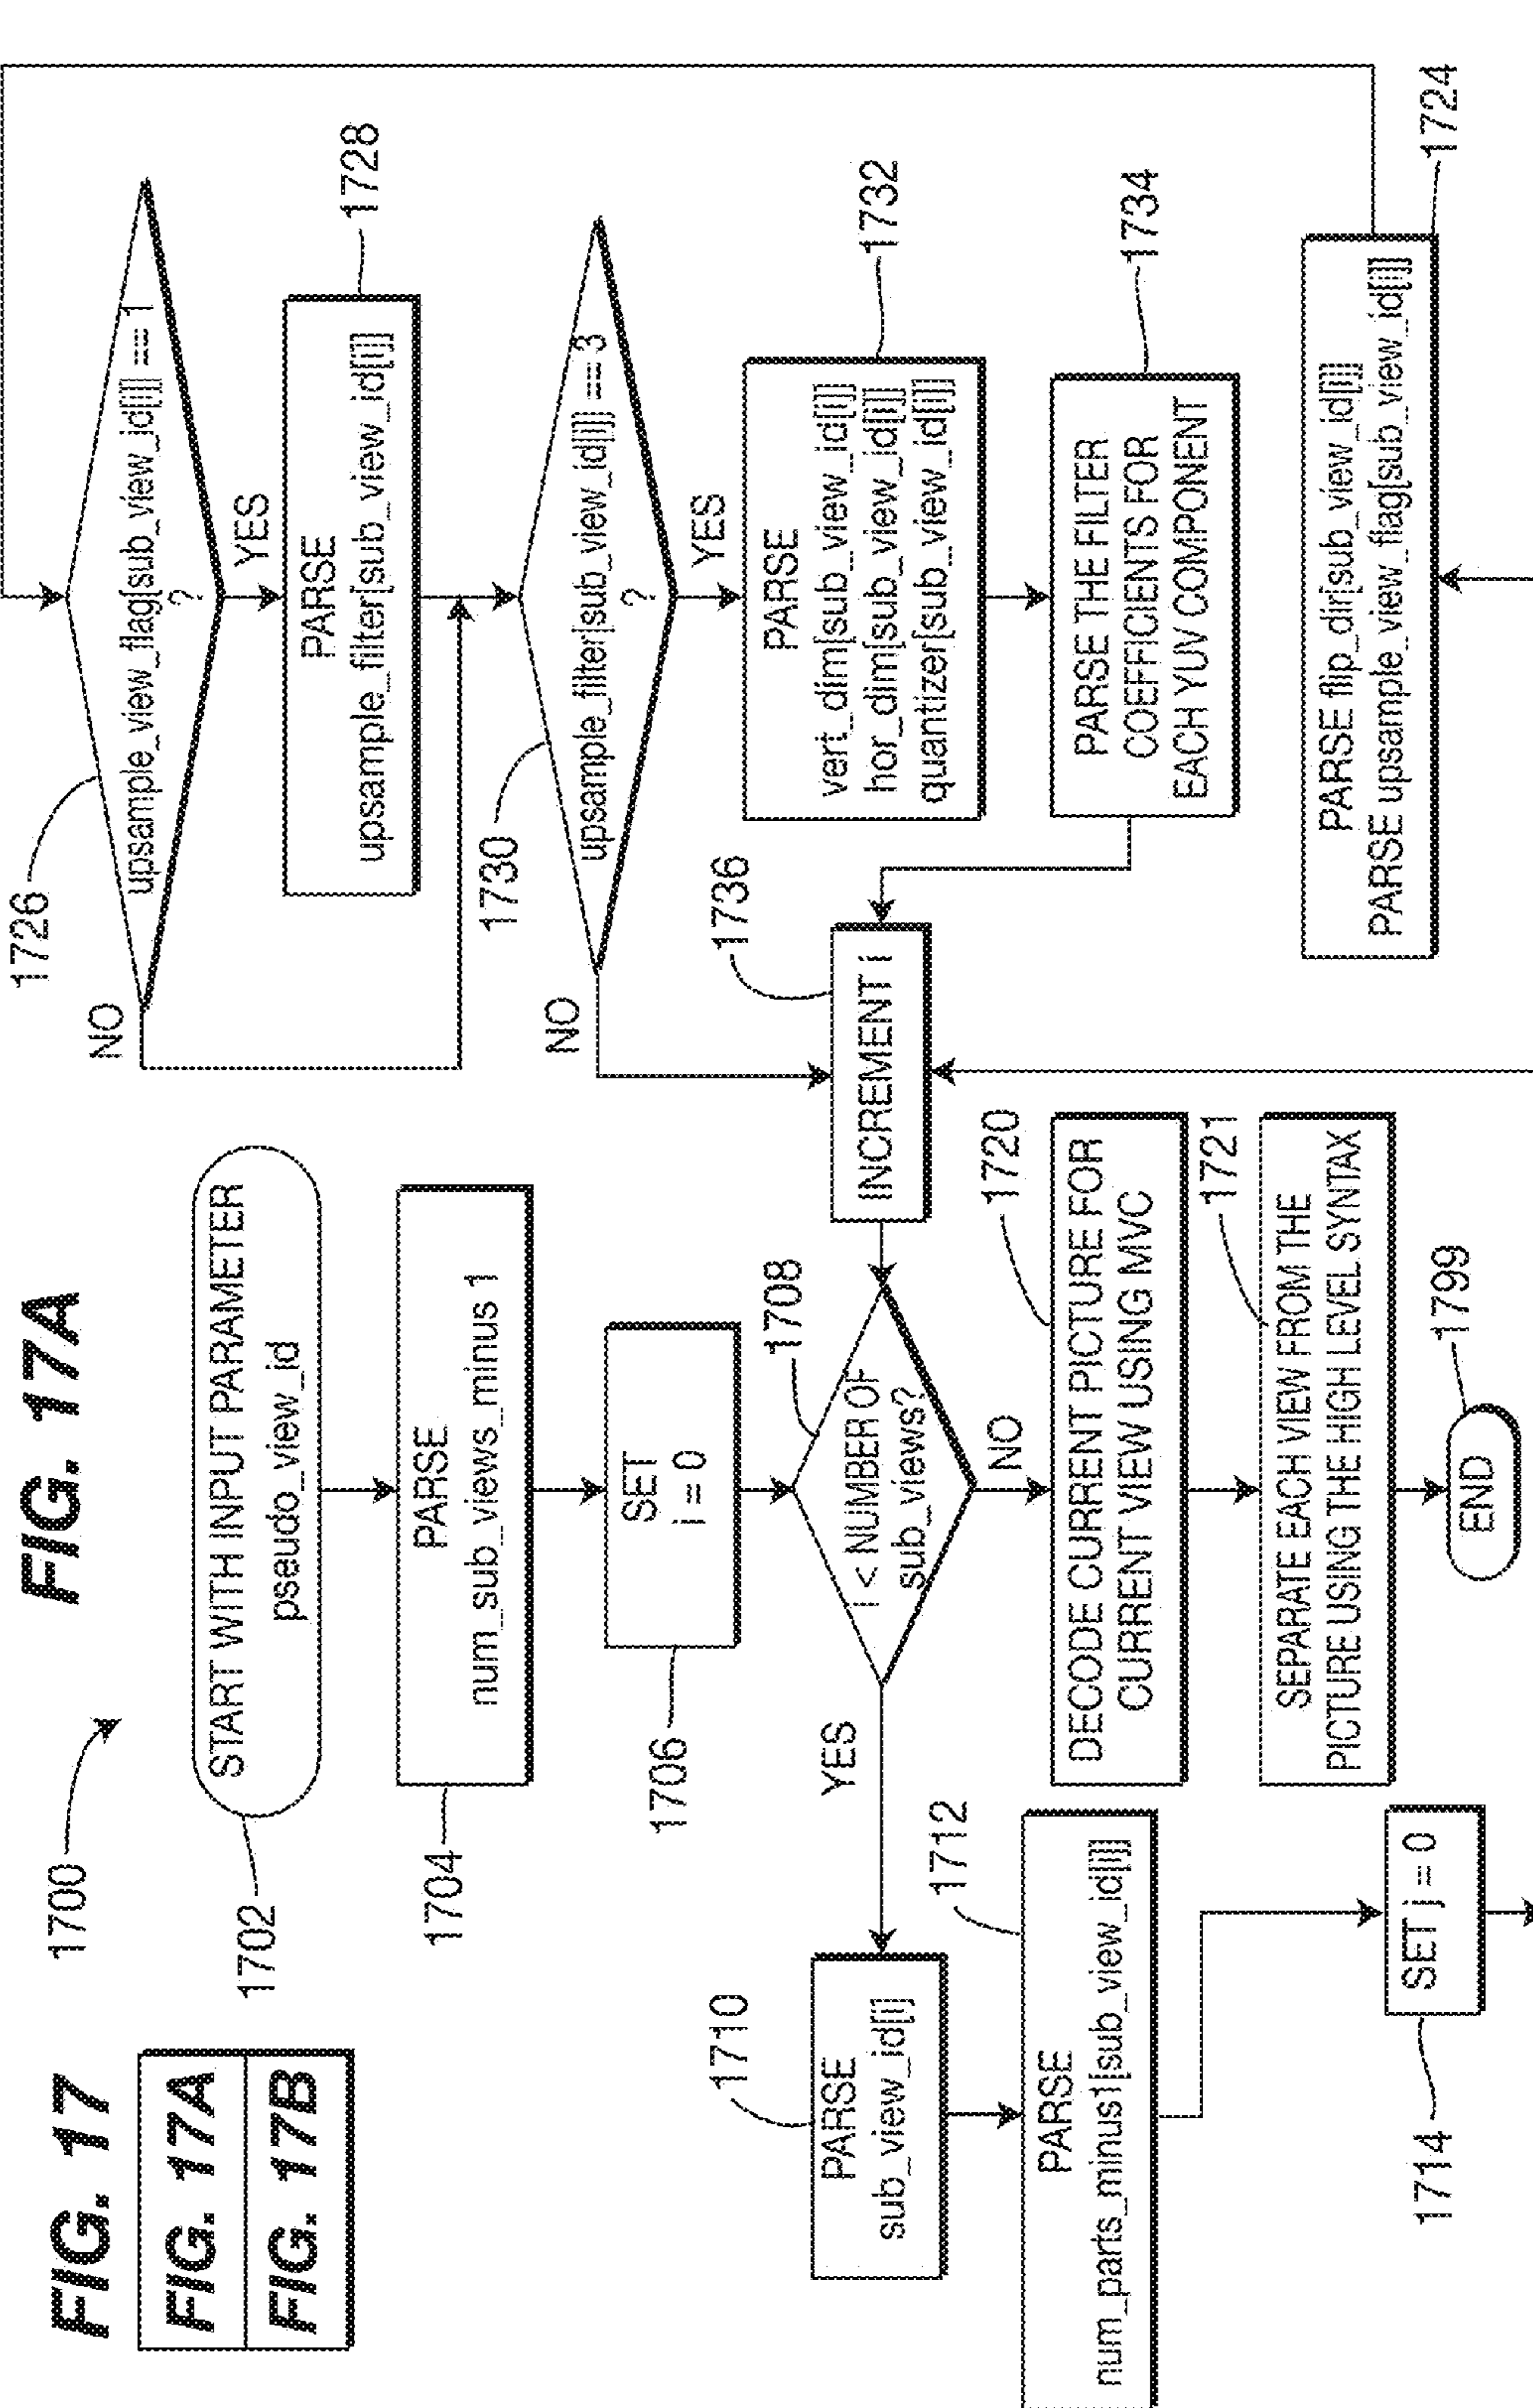 FIG. 17
FIG. 17A
FIG. 17B
FIG. 17A
1700
1702
START WITH INPUT PARAMETER
pseudo_view_id
1704
PARSE
num_sub_views_minus 1
1706
SET
i = 0
1708
i < NUMBER OF
sub_views?
YES
NO
1710
PARSE
sub_view_id[i]
1712
PARSE
num_parts_minus1[sub_view_id[i]]
1714
SET j = 0
1720
DECODE CURRENT PICTURE FOR
CURRENT VIEW USING MVC
1721
SEPARATE EACH VIEW FROM THE
PICTURE USING THE HIGH LEVEL SYNTAX
1799
END
1726
upsample_view_flag[sub_view_id[i]] == 1
?
NO
YES
1728
PARSE
upsample_filter[sub_view_id[i]]
1730
upsample_filter[sub_view_id[i]] == 3
?
NO
YES
1732
PARSE
vert_dim[sub_view_id[i]]
hor_dim[sub_view_id[i]]
quantizer[sub_view_id[i]]
1734
PARSE THE FILTER
COEFFICIENTS FOR
EACH YUV COMPONENT
1736
INCREMENT i
1724
PARSE flip_dir[sub_view_id[i]]
PARSE upsample_view_flag[sub_view_id[i]]